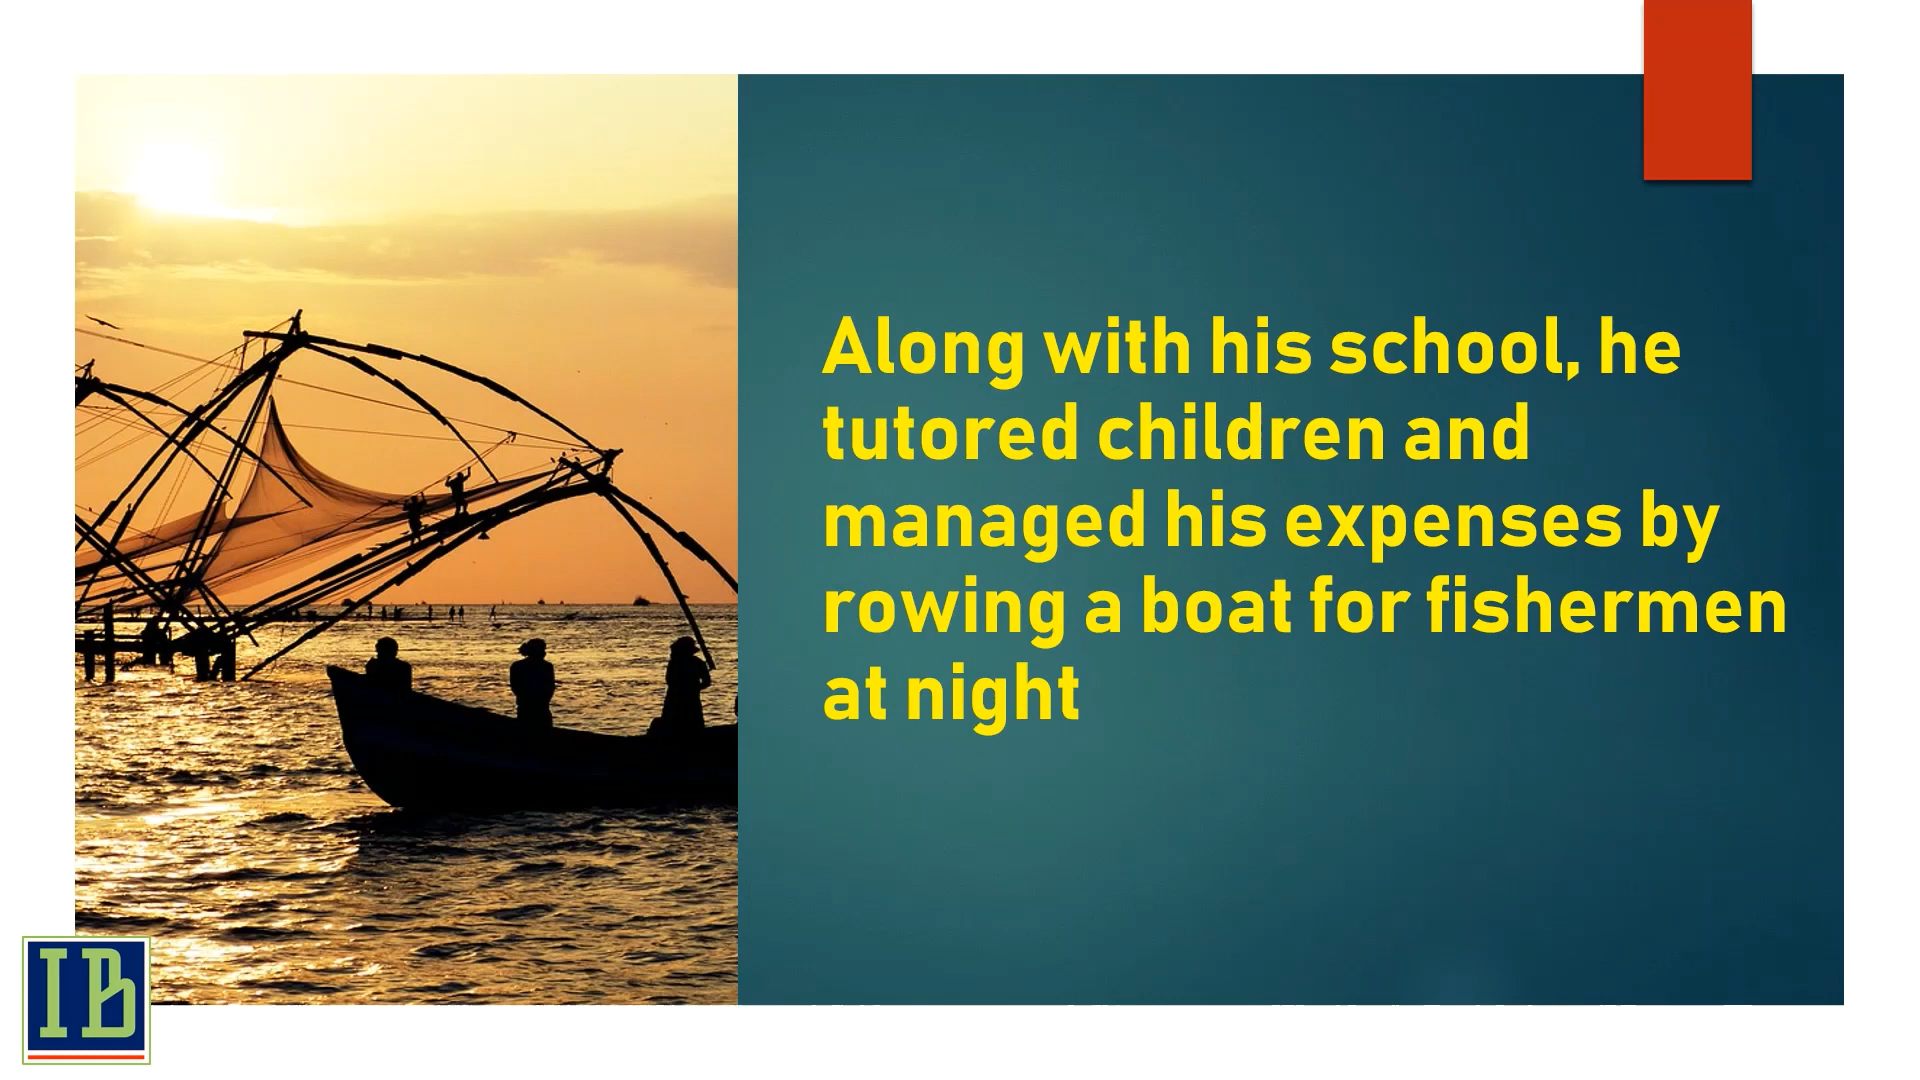 Along with his school, he
tutored children and
managed his expenses by
rowing a boat for fishermen
at night
IB